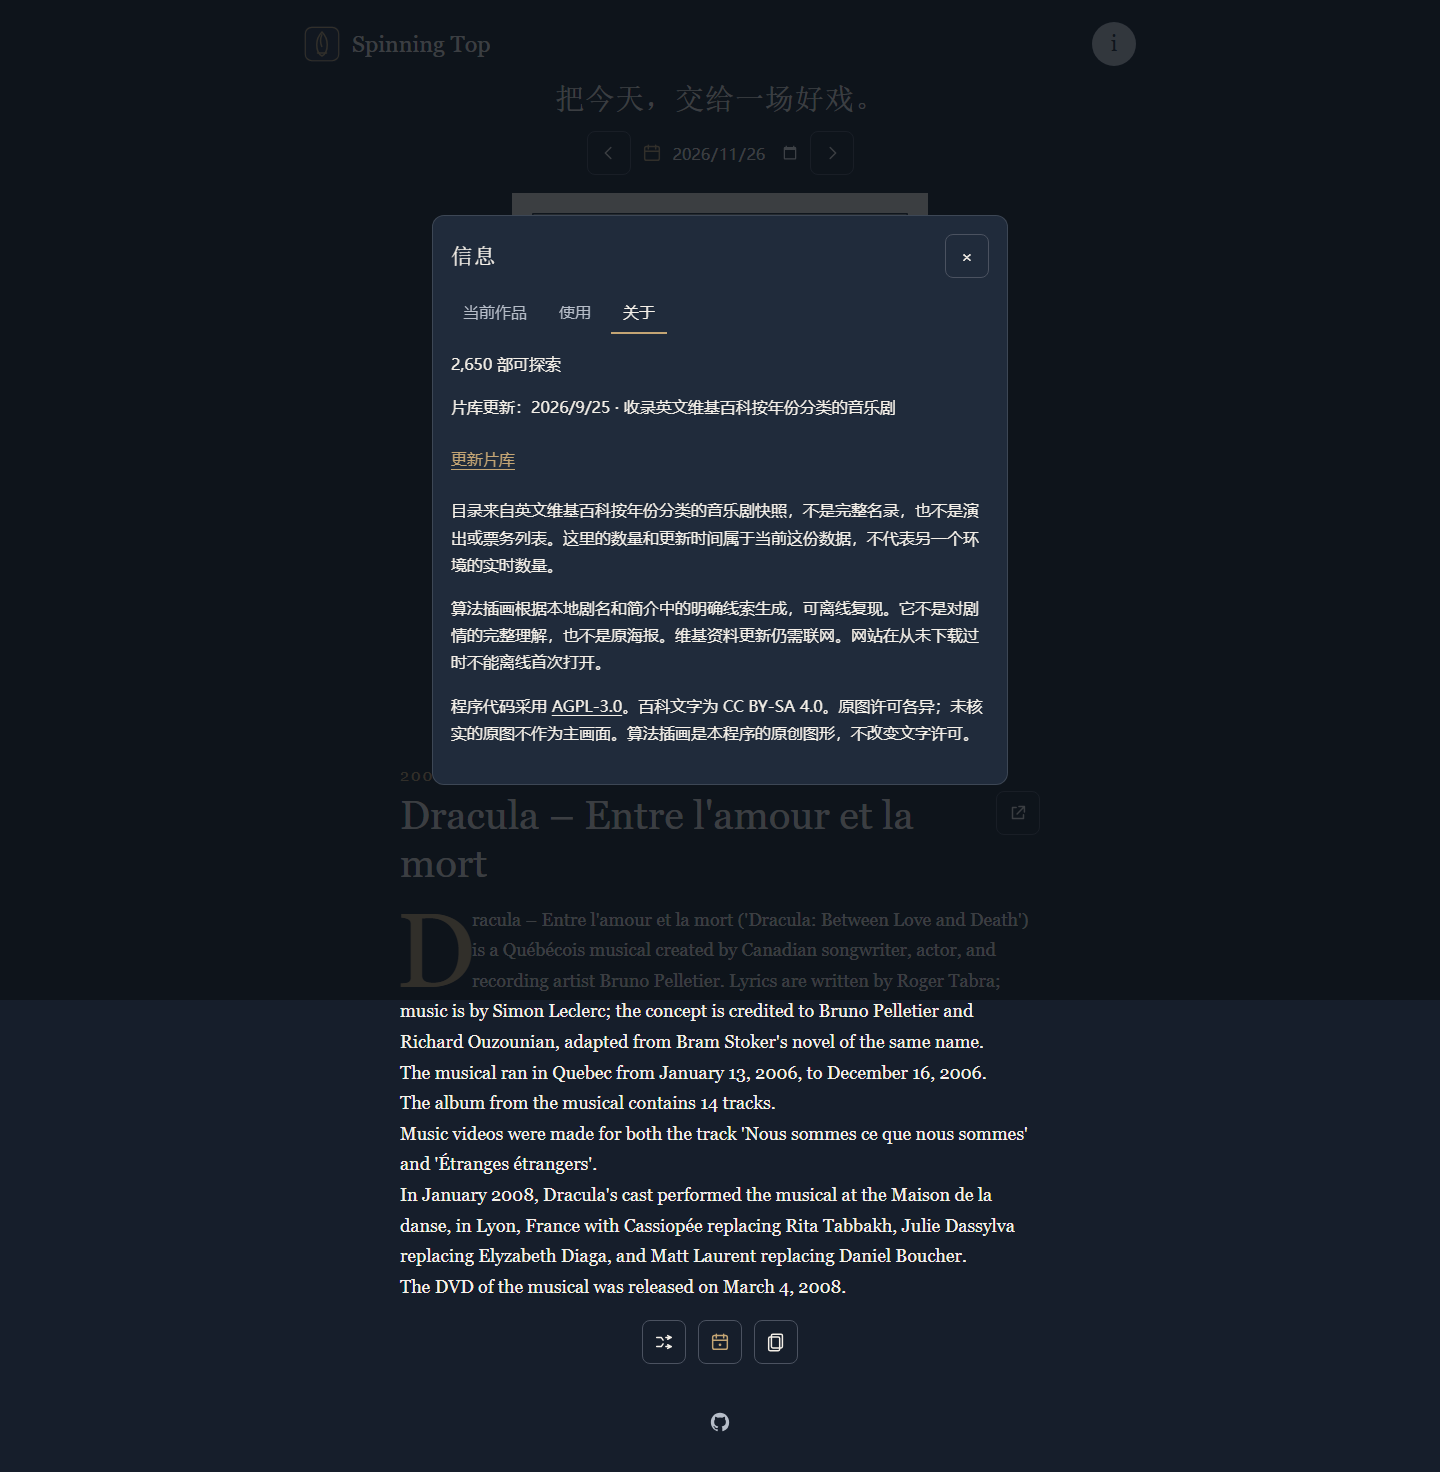 Spinning Top
i
把今天，交给一场好戏。
2026/11/26
信息
×
当前作品 使用 关于
2,650 部可探索
片库更新：2026/9/25 · 收录英文维基百科按年份分类的音乐剧
更新片库
目录来自英文维基百科按年份分类的音乐剧快照，不是完整名录，也不是演
出或票务列表。这里的数量和更新时间属于当前这份数据，不代表另一个环
境的实时数量。
算法插画根据本地剧名和简介中的明确线索生成，可离线复现。它不是对剧
情的完整理解，也不是原海报。维基资料更新仍需联网。网站在从未下载过
时不能离线首次打开。
程序代码采用 AGPL-3.0。百科文字为 CC BY-SA 4.0。原图许可各异；未核
实的原图不作为主画面。算法插画是本程序的原创图形，不改变文字许可。
200
Dracula – Entre l'amour et la
mort
Dracula – Entre l'amour et la mort ('Dracula: Between Love and Death')
is a Québécois musical created by Canadian songwriter, actor, and
recording artist Bruno Pelletier. Lyrics are written by Roger Tabra;
music is by Simon Leclerc; the concept is credited to Bruno Pelletier and
Richard Ouzounian, adapted from Bram Stoker's novel of the same name.
The musical ran in Quebec from January 13, 2006, to December 16, 2006.
The album from the musical contains 14 tracks.
Music videos were made for both the track 'Nous sommes ce que nous sommes'
and 'Étranges étrangers'.
In January 2008, Dracula's cast performed the musical at the Maison de la
danse, in Lyon, France with Cassiopée replacing Rita Tabbakh, Julie Dassylva
replacing Elyzabeth Diaga, and Matt Laurent replacing Daniel Boucher.
The DVD of the musical was released on March 4, 2008.